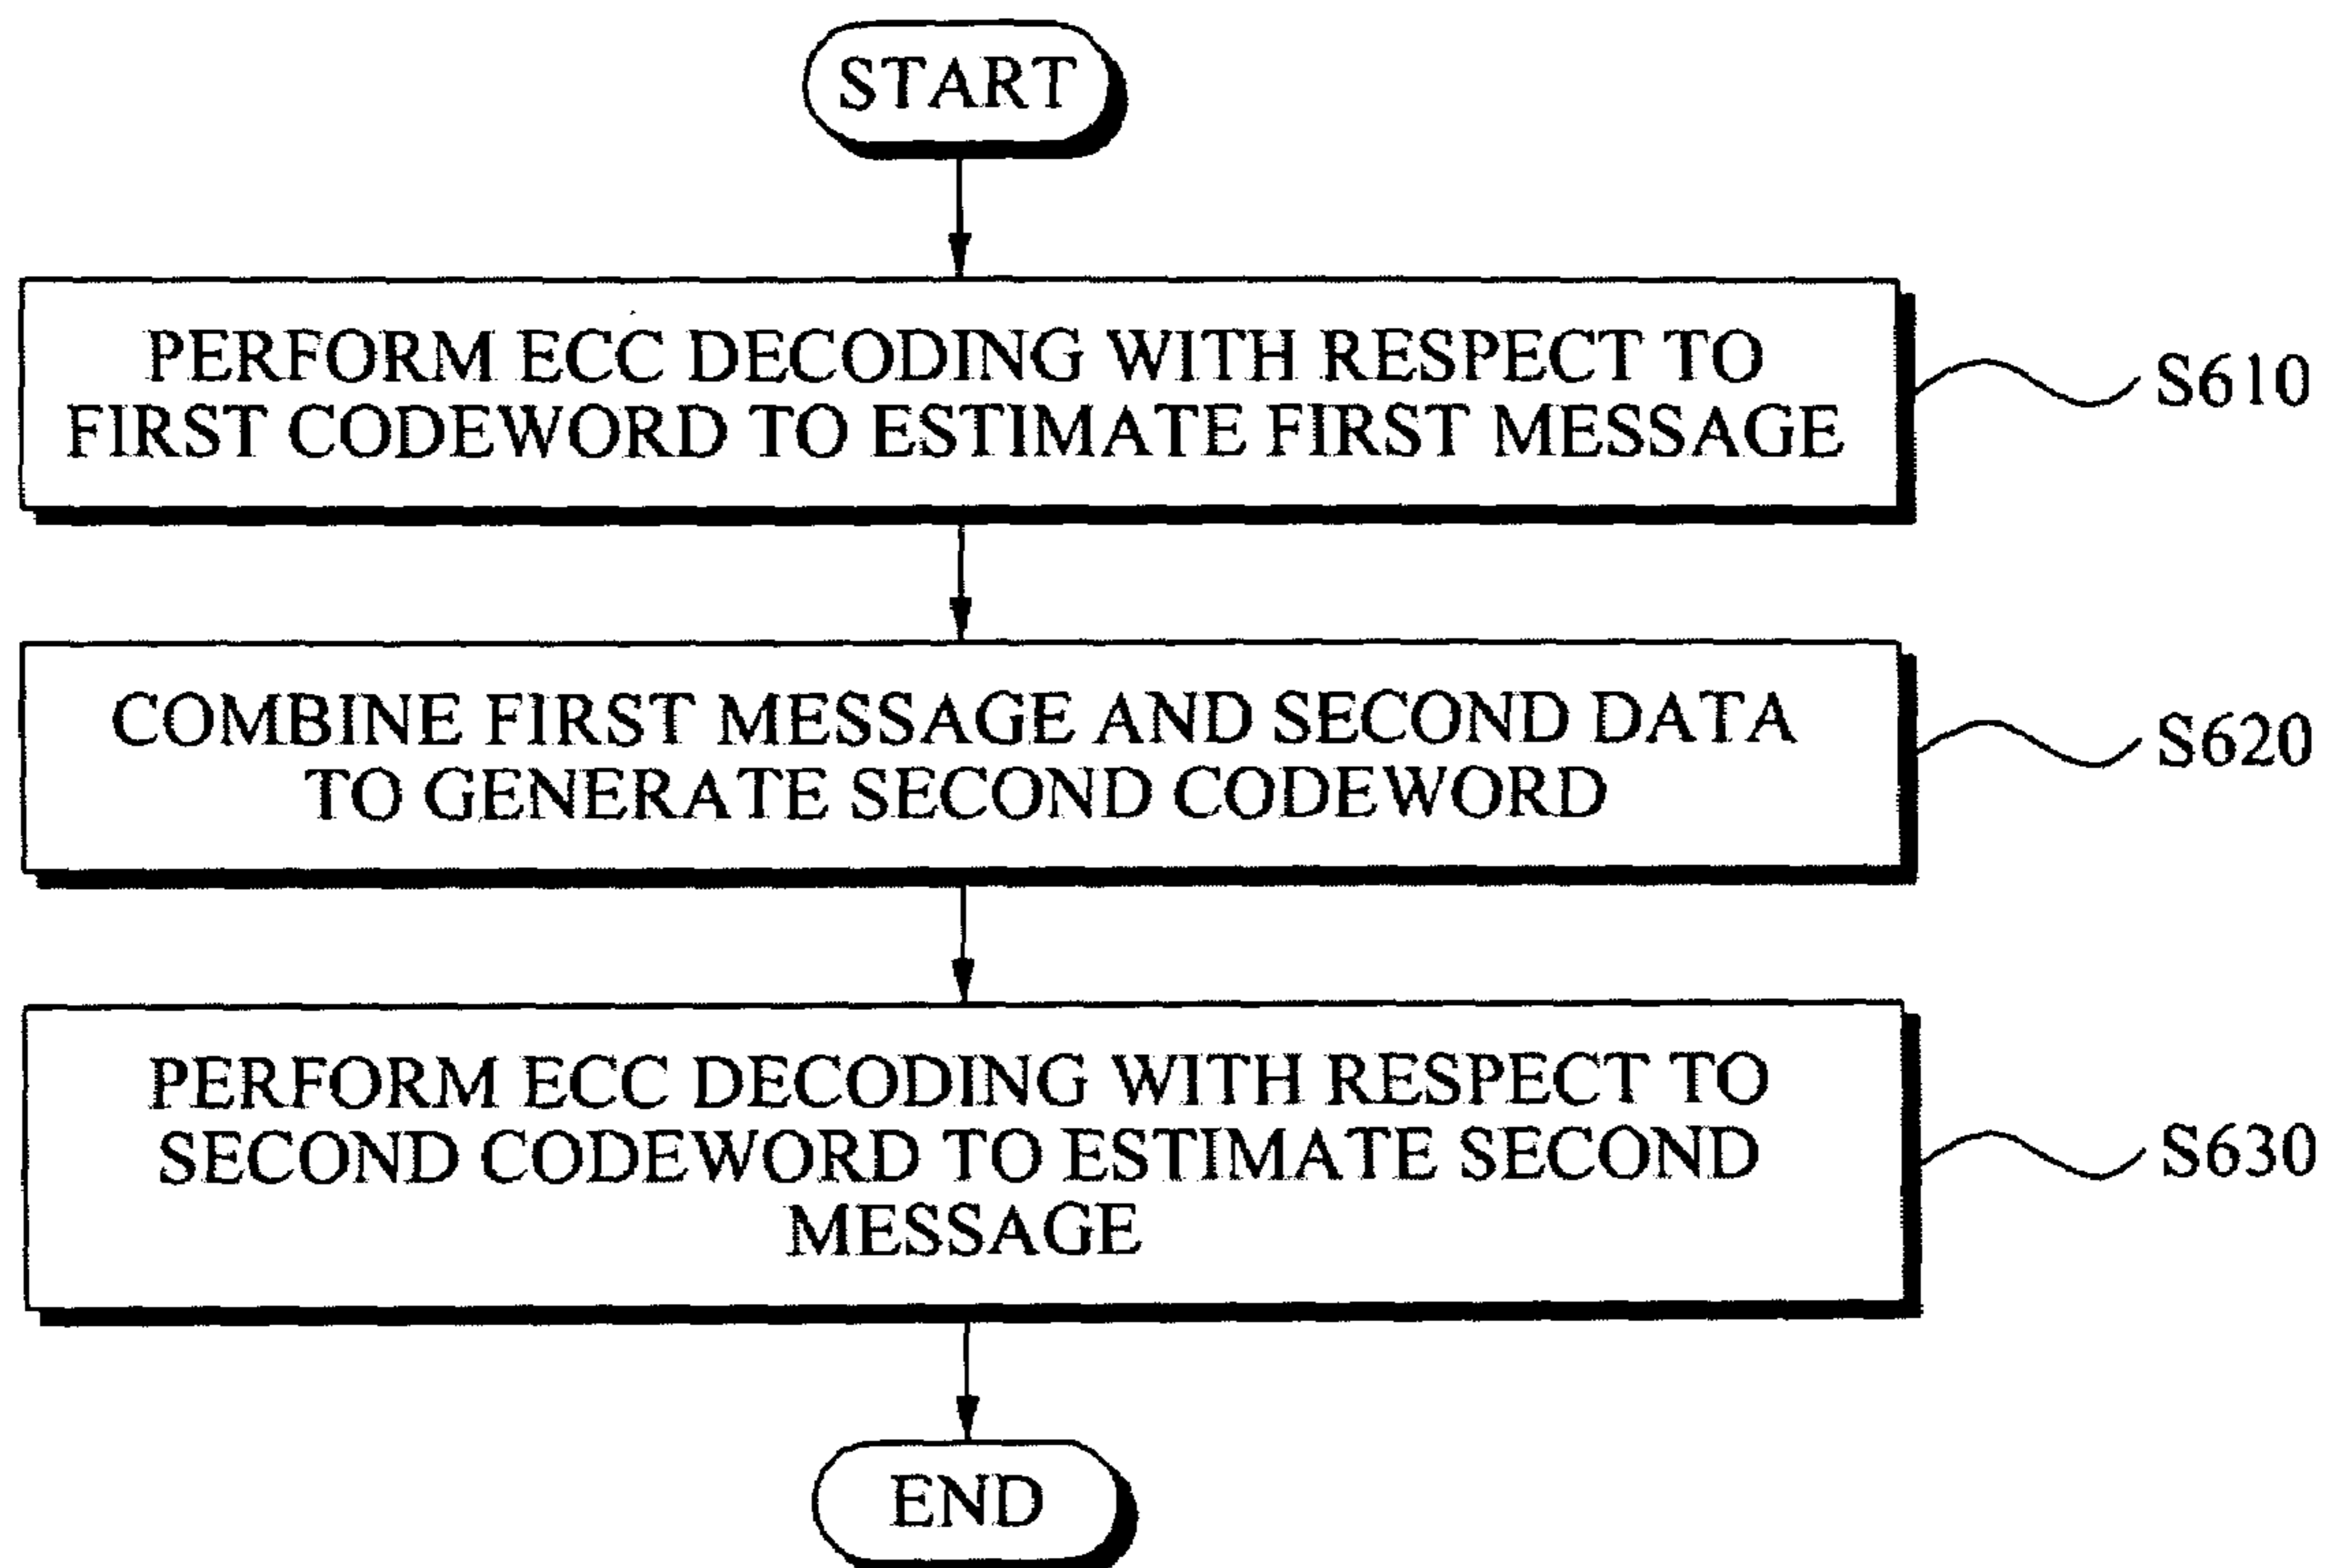 START
PERFORM ECC DECODING WITH RESPECT TO
FIRST CODEWORD TO ESTIMATE FIRST MESSAGE
S610
COMBINE FIRST MESSAGE AND SECOND DATA
TO GENERATE SECOND CODEWORD
S620
PERFORM ECC DECODING WITH RESPECT TO
SECOND CODEWORD TO ESTIMATE SECOND
MESSAGE
S630
END